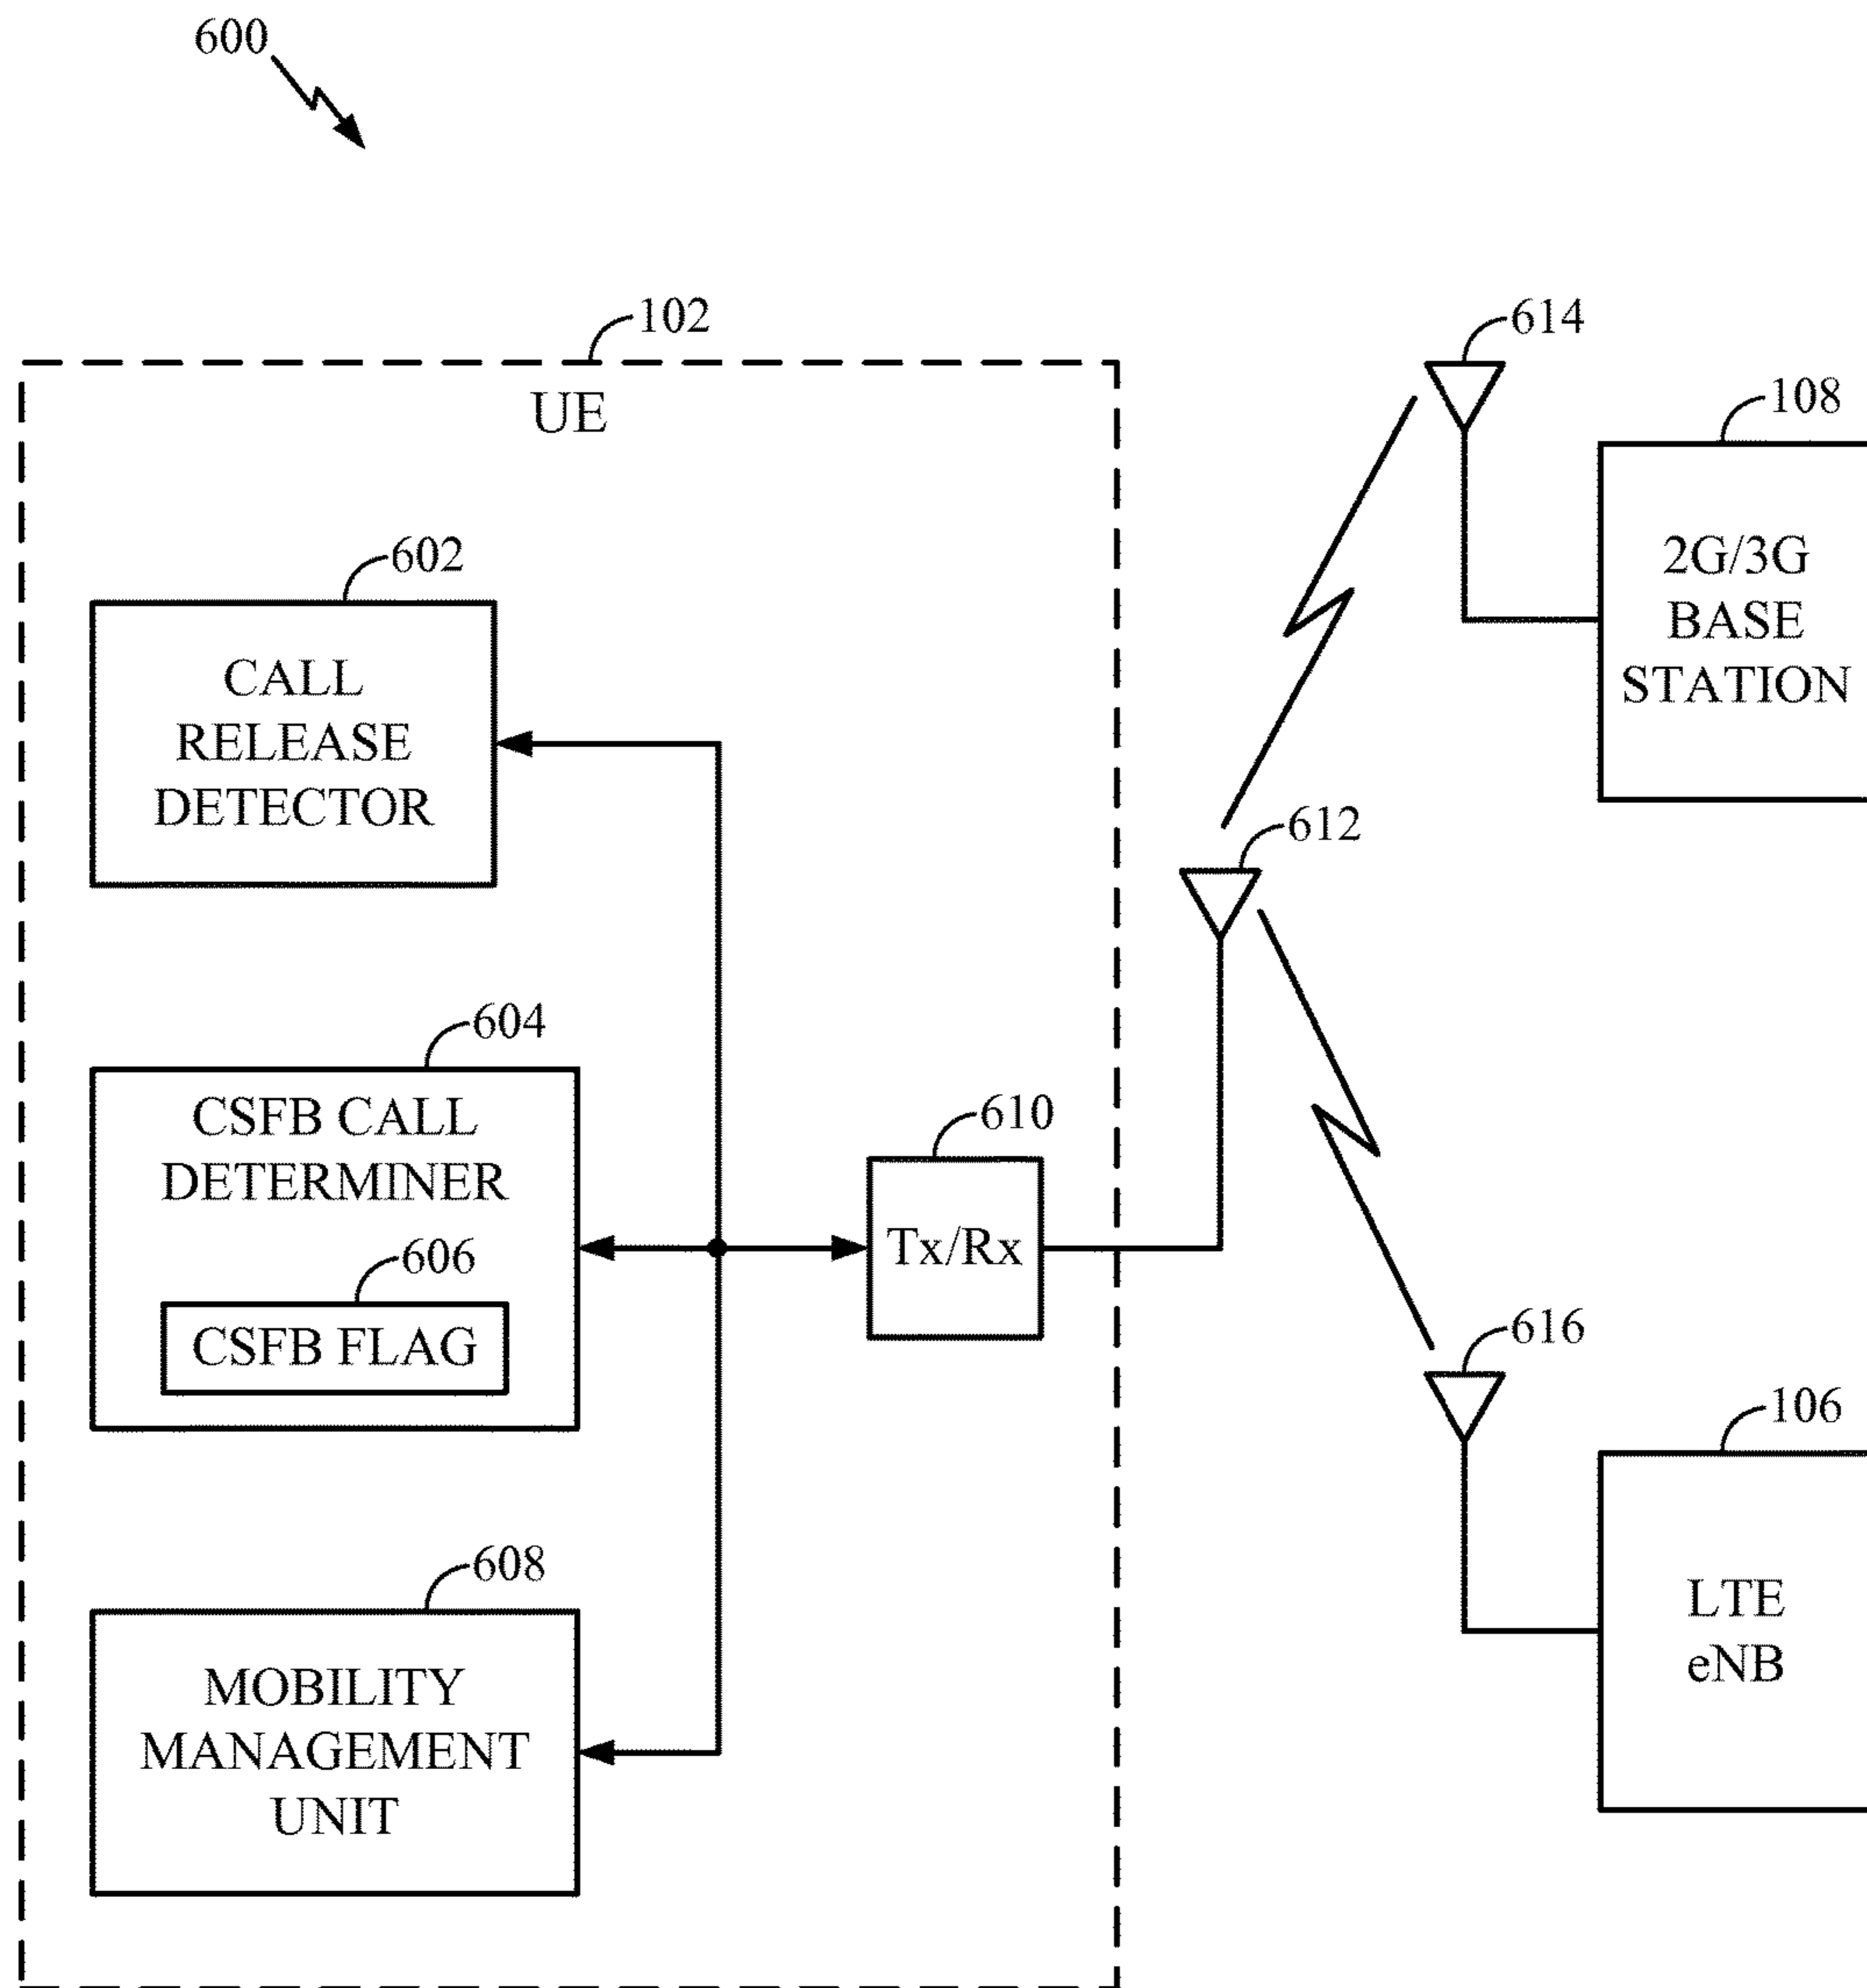 600
102
UE
614
108
2G/3G
BASE
STATION
602
CALL
RELEASE
DETECTOR
612
604
CSFB CALL
DETERMINER
606
CSFB FLAG
610
Tx/Rx
616
106
LTE
eNB
608
MOBILITY
MANAGEMENT
UNIT